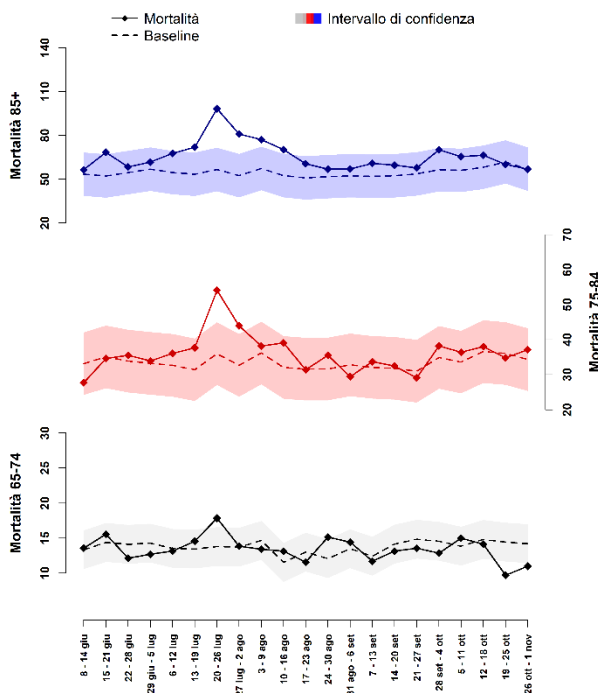 Mortalità
Intervallo di confidenza
Baseline
Mortalità 85+
140
110
80
50
20
Mortalità 75-84
70
60
50
40
30
20
Mortalità 65-74
30
25
20
15
10
8 - 14 giu
15 - 21 giu
22 - 28 giu
29 giu - 5 lug
6 - 12 lug
13 - 19 lug
20 - 26 lug
27 lug - 2 ago
3 - 9 ago
10 - 16 ago
17 - 23 ago
24 - 30 ago
31 ago - 6 set
7 - 13 set
14 - 20 set
21 - 27 set
28 set - 4 ott
5 - 11 ott
12 - 18 ott
19 - 25 ott
26 ott - 1 nov